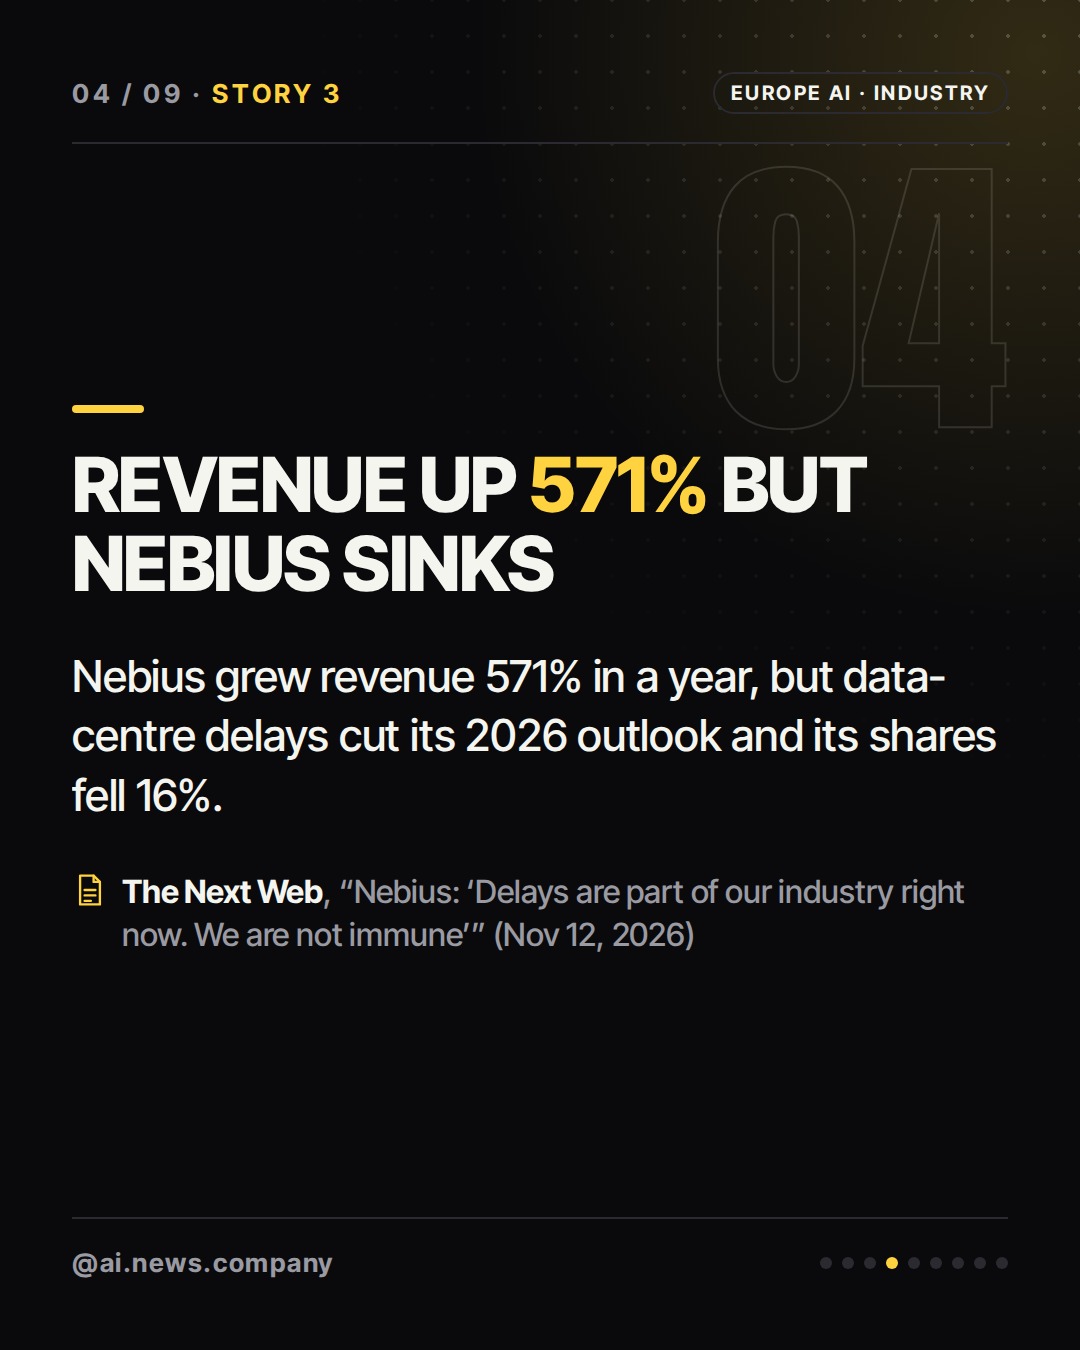 04 / 09 · STORY 3
EUROPE AI · INDUSTRY
04
REVENUE UP 571% BUT
NEBIUS SINKS
Nebius grew revenue 571% in a year, but data-
centre delays cut its 2026 outlook and its shares
fell 16%.
The Next Web, “Nebius: ‘Delays are part of our industry right
now. We are not immune’” (Nov 12, 2026)
@ai.news.company